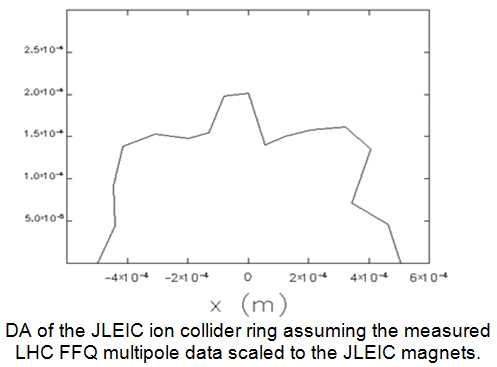 2.5×10⁻⁴
2.0×10⁻⁴
1.5×10⁻⁴
1.0×10⁻⁴
5.0×10⁻⁵
−4×10⁻⁴ −2×10⁻⁴ 0 2×10⁻⁴ 4×10⁻⁴ 6×10⁻⁴
x (m)
DA of the JLEIC ion collider ring assuming the measured
LHC FFQ multipole data scaled to the JLEIC magnets.